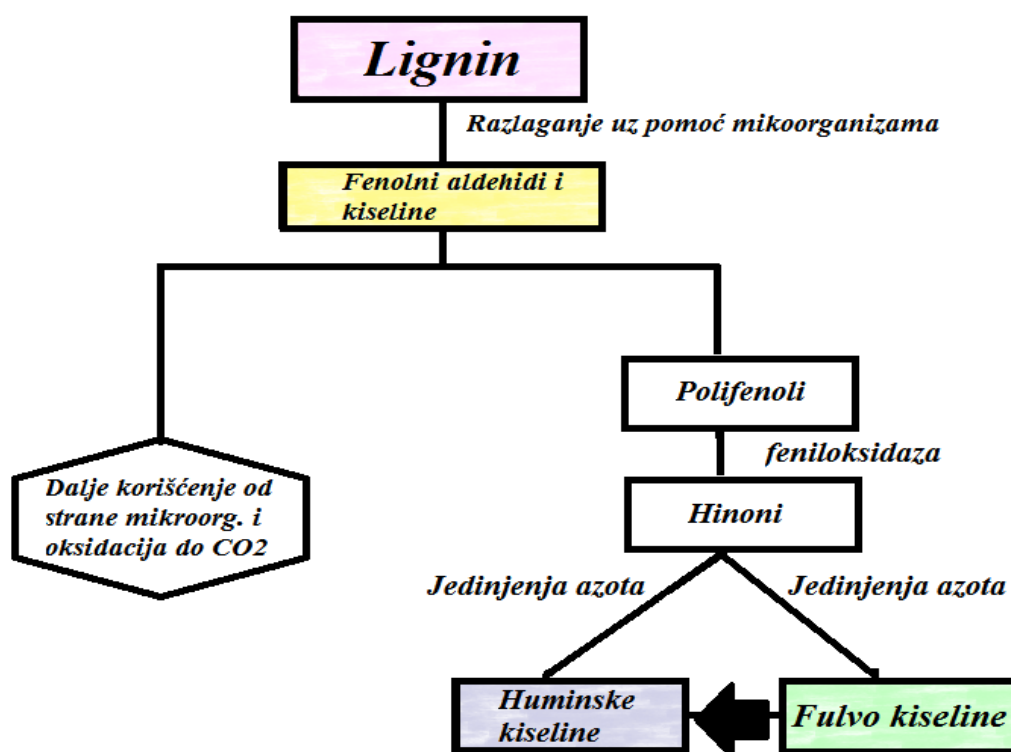 Lignin
Razlaganje uz pomoć mikoorganizama
Fenolni aldehidi i
kiseline
Polifenoli
feniloksidaza
Dalje korišćenje od
strane mikroorg. i
oksidacija do CO2
Hinoni
Jedinjenja azota
Jedinjenja azota
Huminske
kiseline
Fulvo kiseline